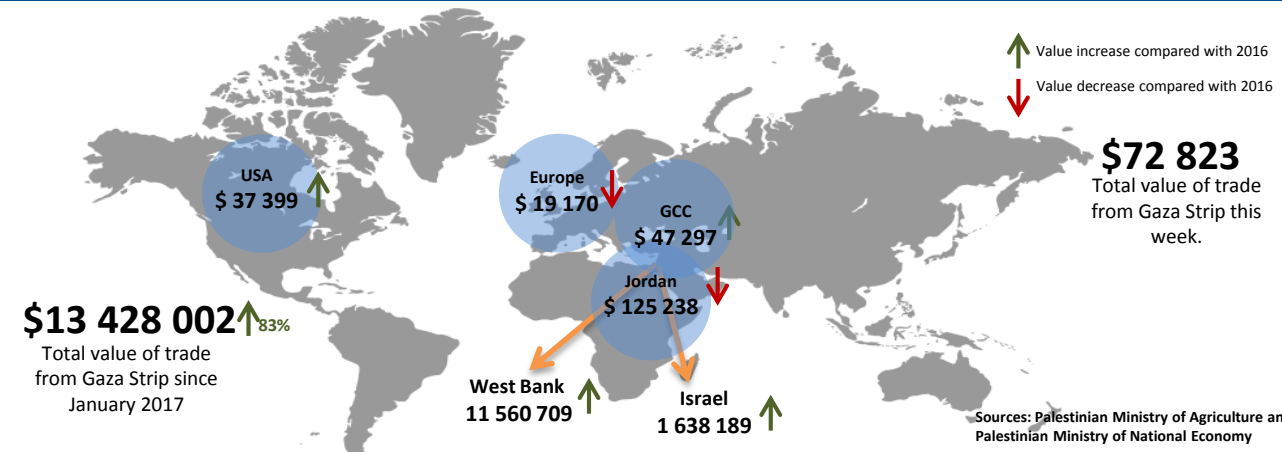 Value increase compared with 2016
Value decrease compared with 2016
USA
$ 37 399
Europe
$ 19 170
GCC
$ 47 297
Jordan
$ 125 238
$72 823
Total value of trade
from Gaza Strip this
week.
$13 428 002
83%
Total value of trade
from Gaza Strip since
January 2017
West Bank
11 560 709
Israel
1 638 189
Sources: Palestinian Ministry of Agriculture an
Palestinian Ministry of National Economy